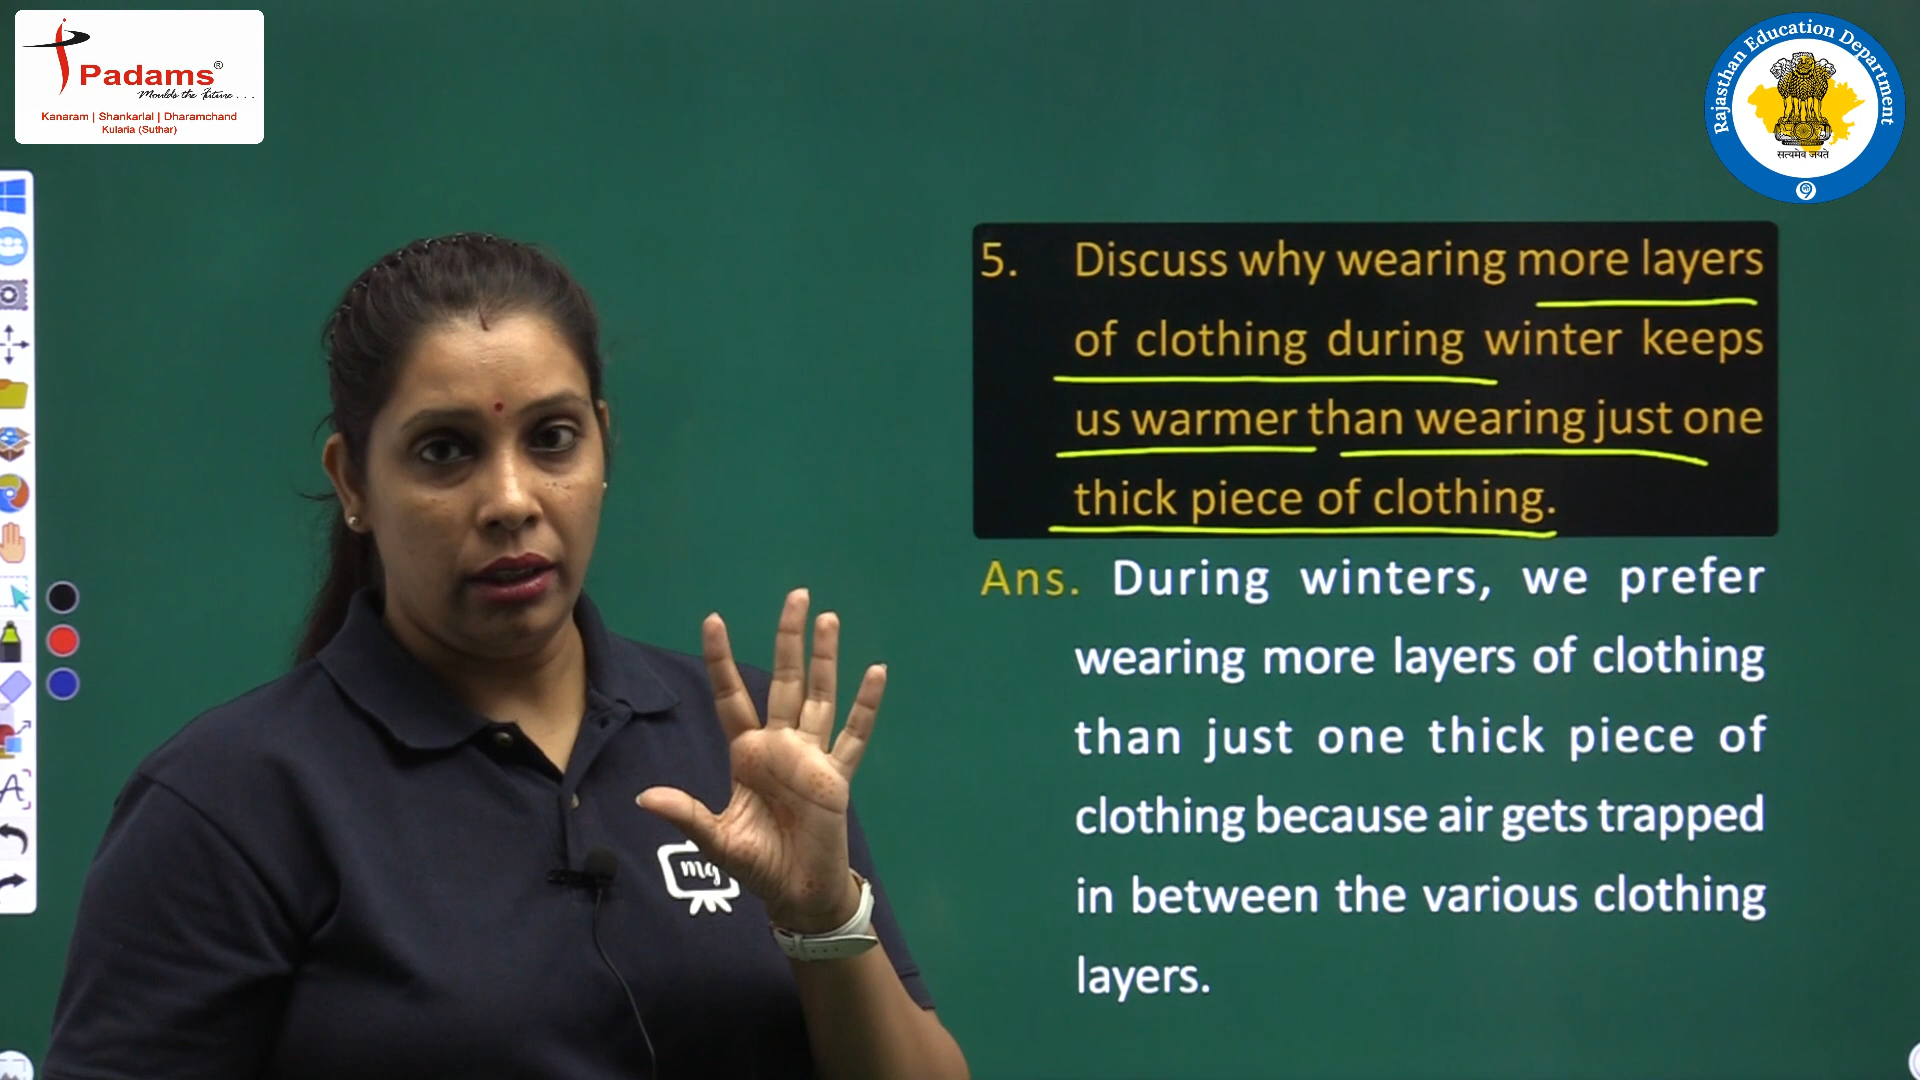 Padams®
Moulds the Future . . .
Kanaram | Shankarlal | Dharamchand
Kularia (Suthar)
Rajasthan Education Department
सत्यमेव जयते
5. Discuss why wearing more layers
of clothing during winter keeps
us warmer than wearing just one
thick piece of clothing.
Ans. During winters, we prefer
wearing more layers of clothing
than just one thick piece of
clothing because air gets trapped
in between the various clothing
layers.
mg
A